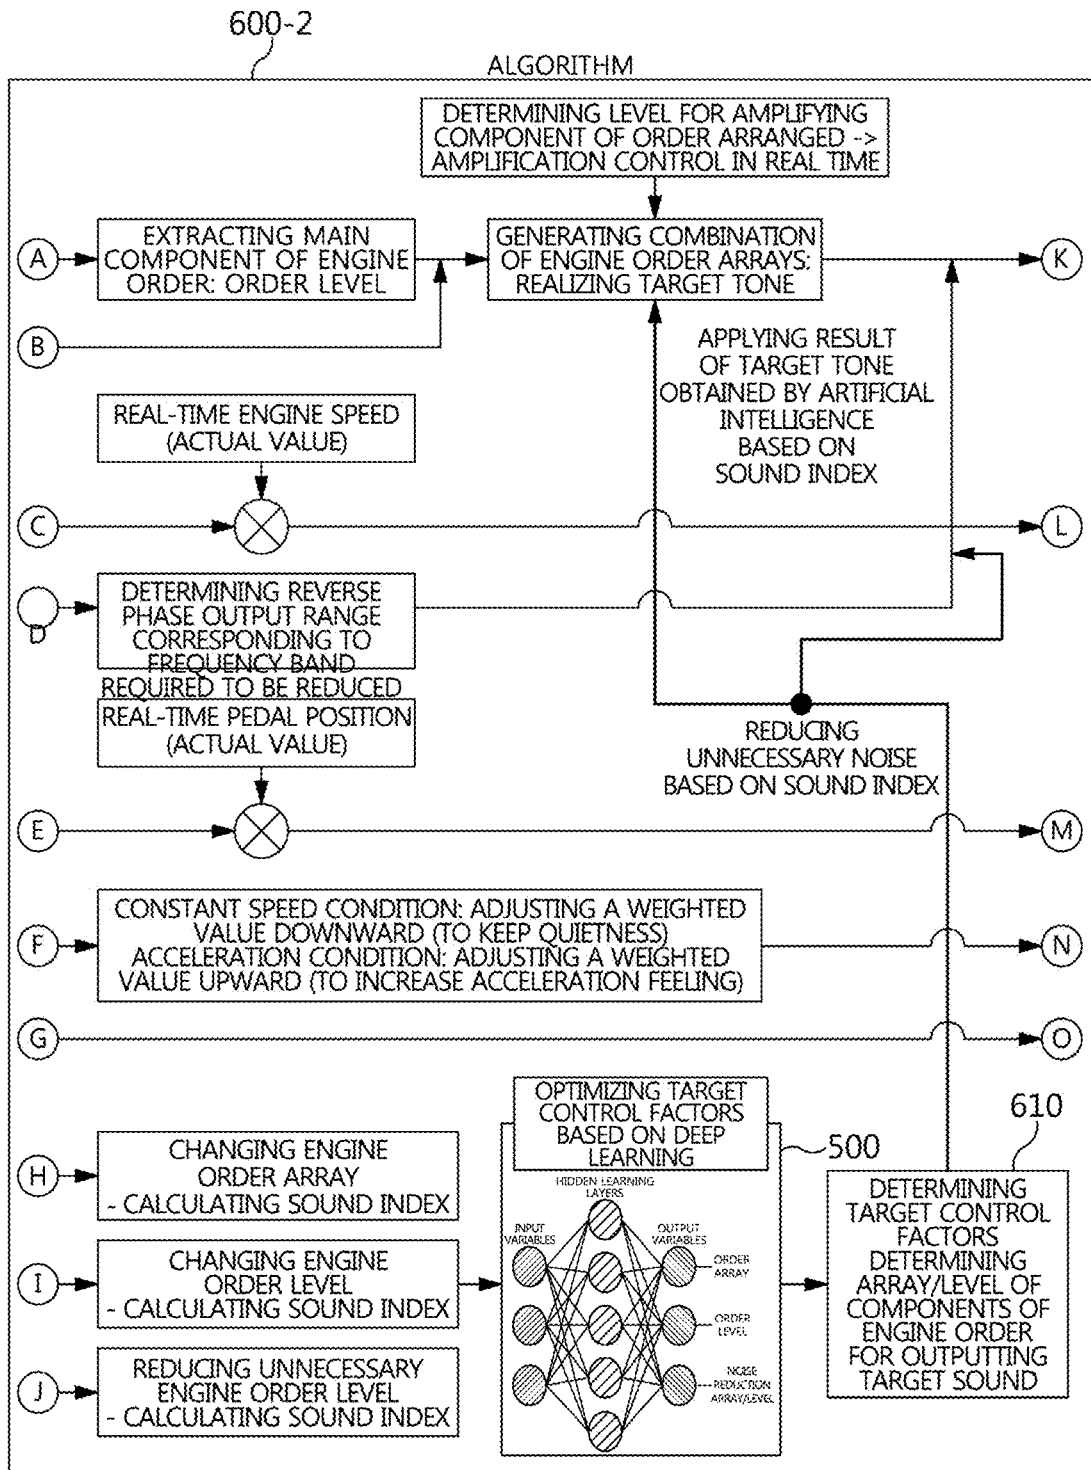 600-2
ALGORITHM
DETERMINING LEVEL FOR AMPLIFYING
COMPONENT OF ORDER ARRANGED ->
AMPLIFICATION CONTROL IN REAL TIME
A
EXTRACTING MAIN
COMPONENT OF ENGINE
ORDER: ORDER LEVEL
GENERATING COMBINATION
OF ENGINE ORDER ARRAYS:
REALIZING TARGET TONE
K
B
APPLYING RESULT
OF TARGET TONE
OBTAINED BY ARTIFICIAL
INTELLIGENCE
BASED ON
SOUND INDEX
REAL-TIME ENGINE SPEED
(ACTUAL VALUE)
C
L
D
DETERMINING REVERSE
PHASE OUTPUT RANGE
CORRESPONDING TO
FREQUENCY BAND
REQUIRED TO BE REDUCED
REAL-TIME PEDAL POSITION
(ACTUAL VALUE)
REDUCING
UNNECESSARY NOISE
BASED ON SOUND INDEX
E
M
F
CONSTANT SPEED CONDITION: ADJUSTING A WEIGHTED
VALUE DOWNWARD (TO KEEP QUIETNESS)
ACCELERATION CONDITION: ADJUSTING A WEIGHTED
VALUE UPWARD (TO INCREASE ACCELERATION FEELING)
N
G
O
OPTIMIZING TARGET
CONTROL FACTORS
BASED ON DEEP
LEARNING
500
610
H
CHANGING ENGINE
ORDER ARRAY
- CALCULATING SOUND INDEX
I
CHANGING ENGINE
ORDER LEVEL
- CALCULATING SOUND INDEX
J
REDUCING UNNECESSARY
ENGINE ORDER LEVEL
- CALCULATING SOUND INDEX
HIDDEN LEARNING
LAYERS
INPUT
VARIABLES
OUTPUT
VARIABLES
ORDER
ARRAY
ORDER
LEVEL
NOISE
REDUCTION
ARRAY/LEVEL
DETERMINING
TARGET CONTROL
FACTORS
DETERMINING
ARRAY/LEVEL OF
COMPONENTS OF
ENGINE ORDER
FOR OUTPUTTING
TARGET SOUND